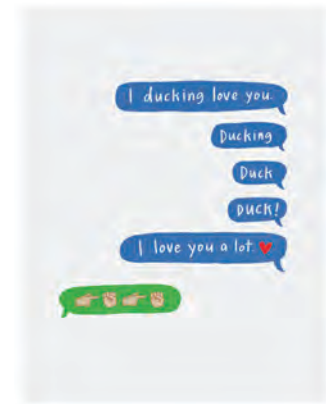 I ducking love you.
Ducking
Duck
DUCK!
I love you a lot. ❤